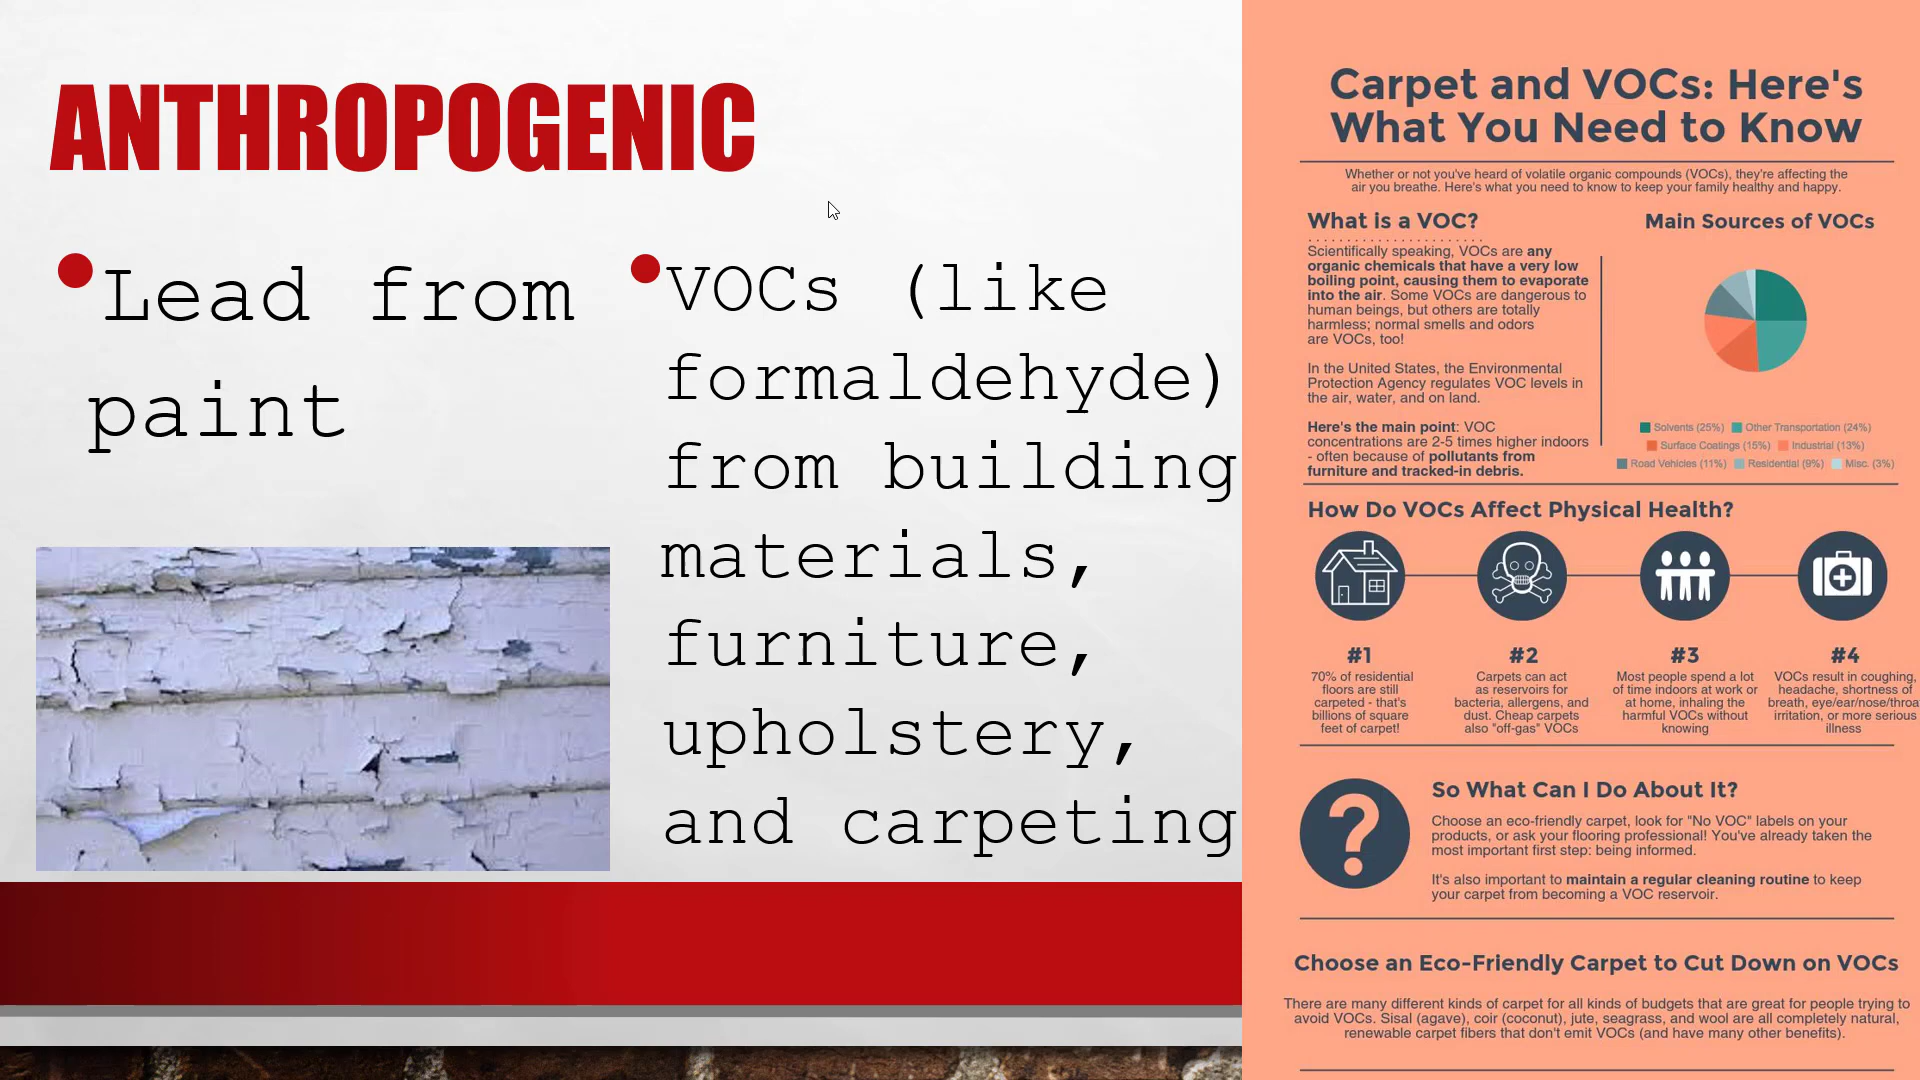 ANTHROPOGENIC
•Lead from
paint
•VOCs (like
formaldehyde)
from building
materials,
furniture,
upholstery,
and carpeting
Carpet and VOCs: Here's
What You Need to Know
Whether or not you've heard of volatile organic compounds (VOCs), they're affecting the
air you breathe. Here's what you need to know to keep your family healthy and happy.
What is a VOC?
Scientifically speaking, VOCs are any
organic chemicals that have a very low
boiling point, causing them to evaporate
into the air. Some VOCs are dangerous to
human beings, but others are totally
harmless; normal smells and odors
are VOCs, too!
In the United States, the Environmental
Protection Agency regulates VOC levels in
the air, water, and on land.
Here's the main point: VOC
concentrations are 2-5 times higher indoors
- often because of pollutants from
furniture and tracked-in debris.
Main Sources of VOCs
Solvents (25%) Other Transportation (24%)
Surface Coatings (15%) Industrial (13%)
Road Vehicles (11%) Residential (9%) Misc. (3%)
How Do VOCs Affect Physical Health?
#1
70% of residential
floors are still
carpeted - that's
billions of square
feet of carpet!
#2
Carpets can act
as reservoirs for
bacteria, allergens, and
dust. Cheap carpets
also "off-gas" VOCs
#3
Most people spend a lot
of time indoors at work or
at home, inhaling the
harmful VOCs without
knowing
#4
VOCs result in coughing,
headache, shortness of
breath, eye/ear/nose/throa
irritation, or more serious
illness
So What Can I Do About It?
Choose an eco-friendly carpet, look for "No VOC" labels on your
products, or ask your flooring professional! You've already taken the
most important first step: being informed.
It's also important to maintain a regular cleaning routine to keep
your carpet from becoming a VOC reservoir.
Choose an Eco-Friendly Carpet to Cut Down on VOCs
There are many different kinds of carpet for all kinds of budgets that are great for people trying to
avoid VOCs. Sisal (agave), coir (coconut), jute, seagrass, and wool are all completely natural,
renewable carpet fibers that don't emit VOCs (and have many other benefits).